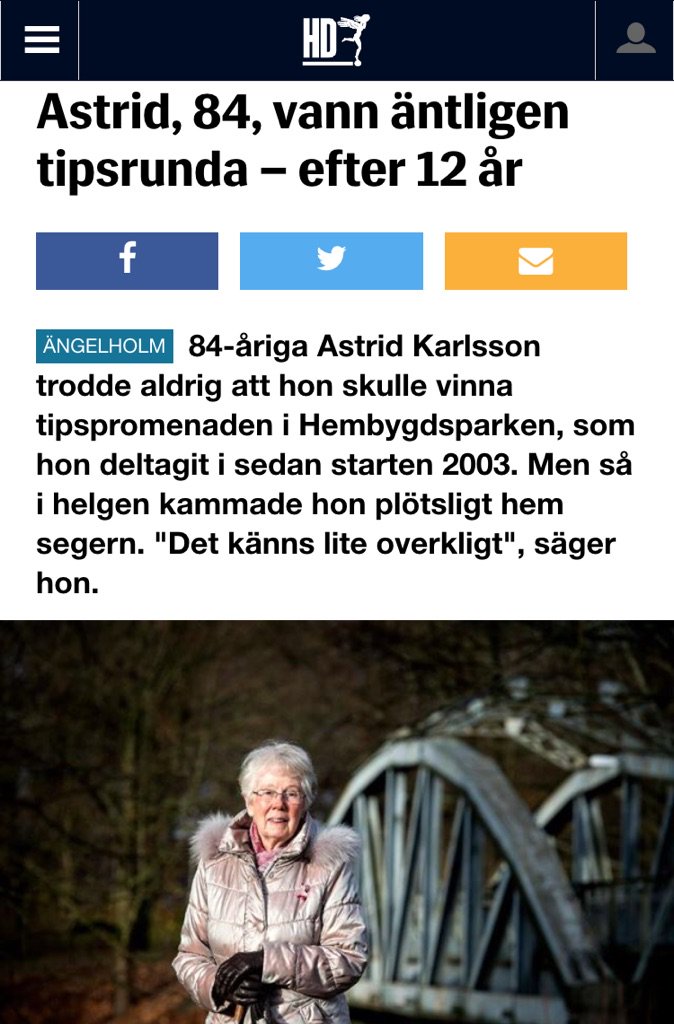 HD
Astrid, 84, vann äntligen
tipsrunda – efter 12 år
ÄNGELHOLM 84-åriga Astrid Karlsson
trodde aldrig att hon skulle vinna
tipspromenaden i Hembygdsparken, som
hon deltagit i sedan starten 2003. Men så
i helgen kammade hon plötsligt hem
segern. "Det känns lite overkligt", säger
hon.